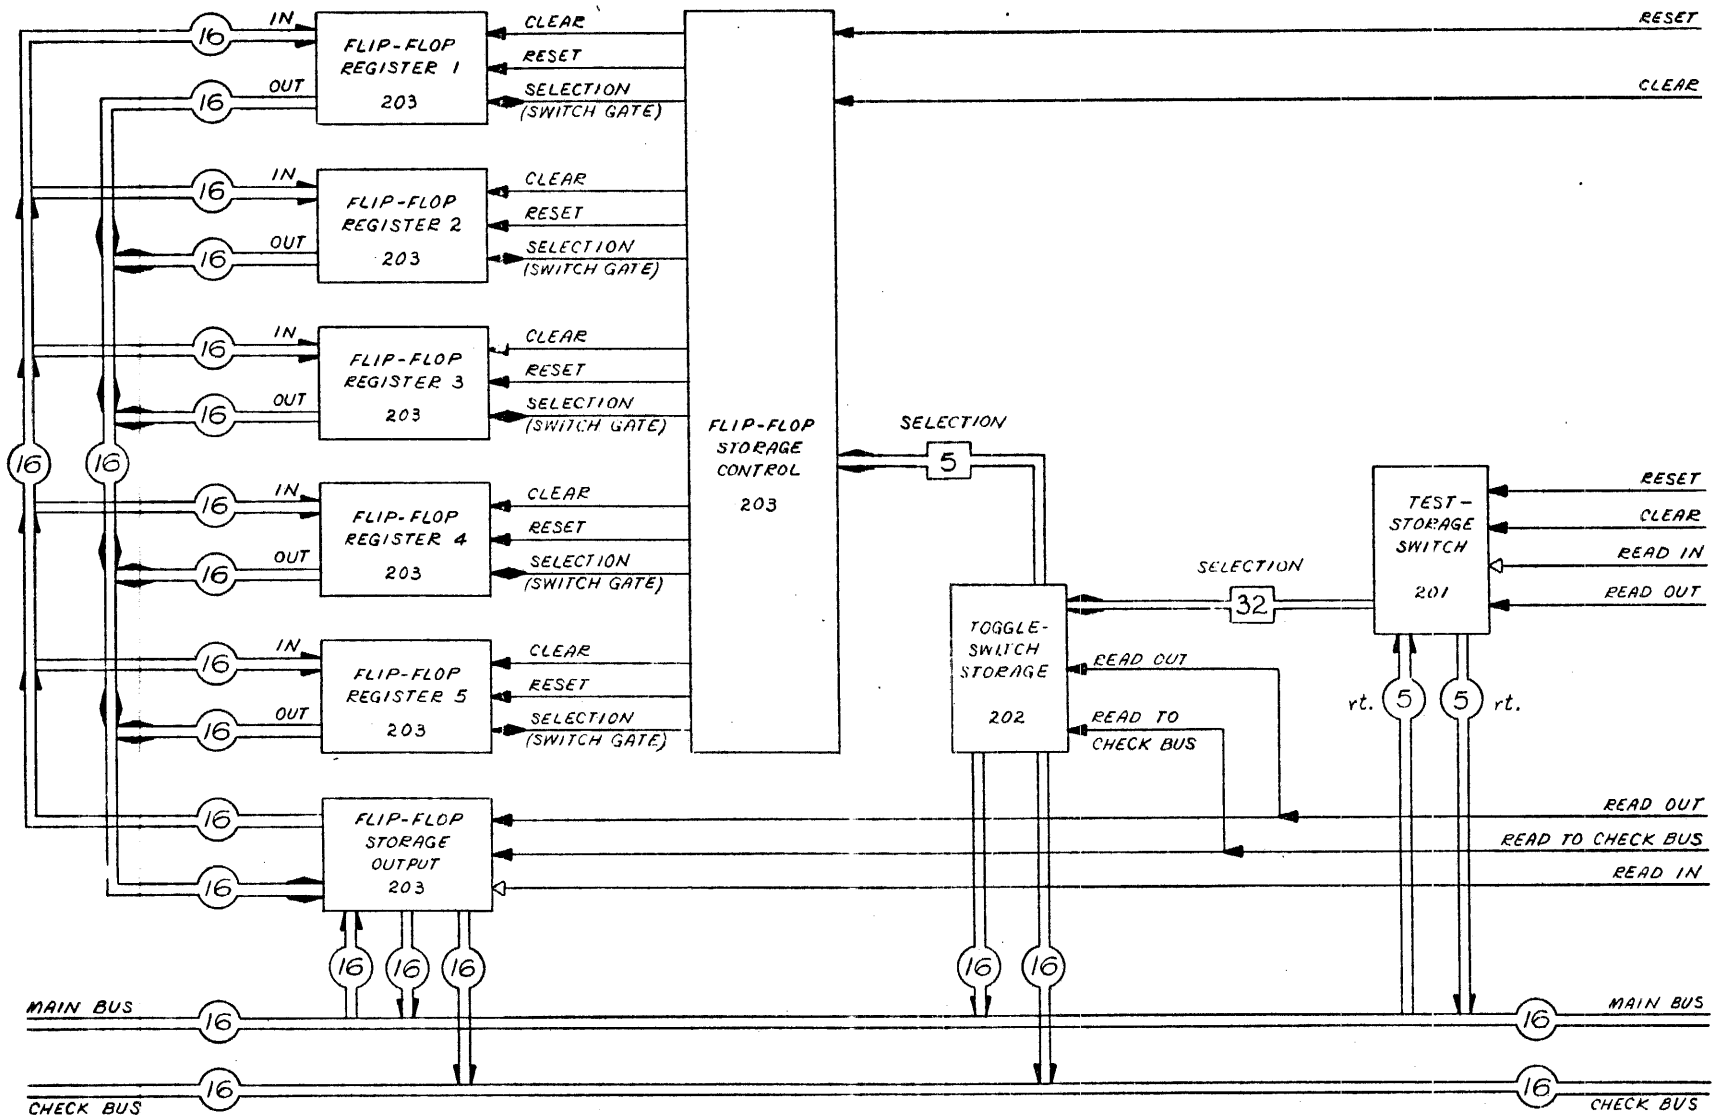 IN
16
FLIP-FLOP
REGISTER 1
203
OUT
16
CLEAR
RESET
SELECTION
(SWITCH GATE)
RESET
CLEAR
IN
16
FLIP-FLOP
REGISTER 2
203
OUT
16
CLEAR
RESET
SELECTION
(SWITCH GATE)
IN
16
FLIP-FLOP
REGISTER 3
203
OUT
16
CLEAR
RESET
SELECTION
(SWITCH GATE)
16
16
FLIP-FLOP
STORAGE
CONTROL
203
SELECTION
5
IN
16
FLIP-FLOP
REGISTER 4
203
OUT
16
CLEAR
RESET
SELECTION
(SWITCH GATE)
TEST-
STORAGE
SWITCH
201
RESET
CLEAR
READ IN
READ OUT
SELECTION
32
TOGGLE-
SWITCH
STORAGE
202
READ OUT
READ TO
CHECK BUS
rt.
5
5
rt.
IN
16
FLIP-FLOP
REGISTER 5
203
OUT
16
CLEAR
RESET
SELECTION
(SWITCH GATE)
16
FLIP-FLOP
STORAGE
OUTPUT
203
16
READ OUT
READ TO CHECK BUS
READ IN
16
16
16
16
16
MAIN BUS
16
16
MAIN BUS
16
CHECK BUS
16
CHECK BUS